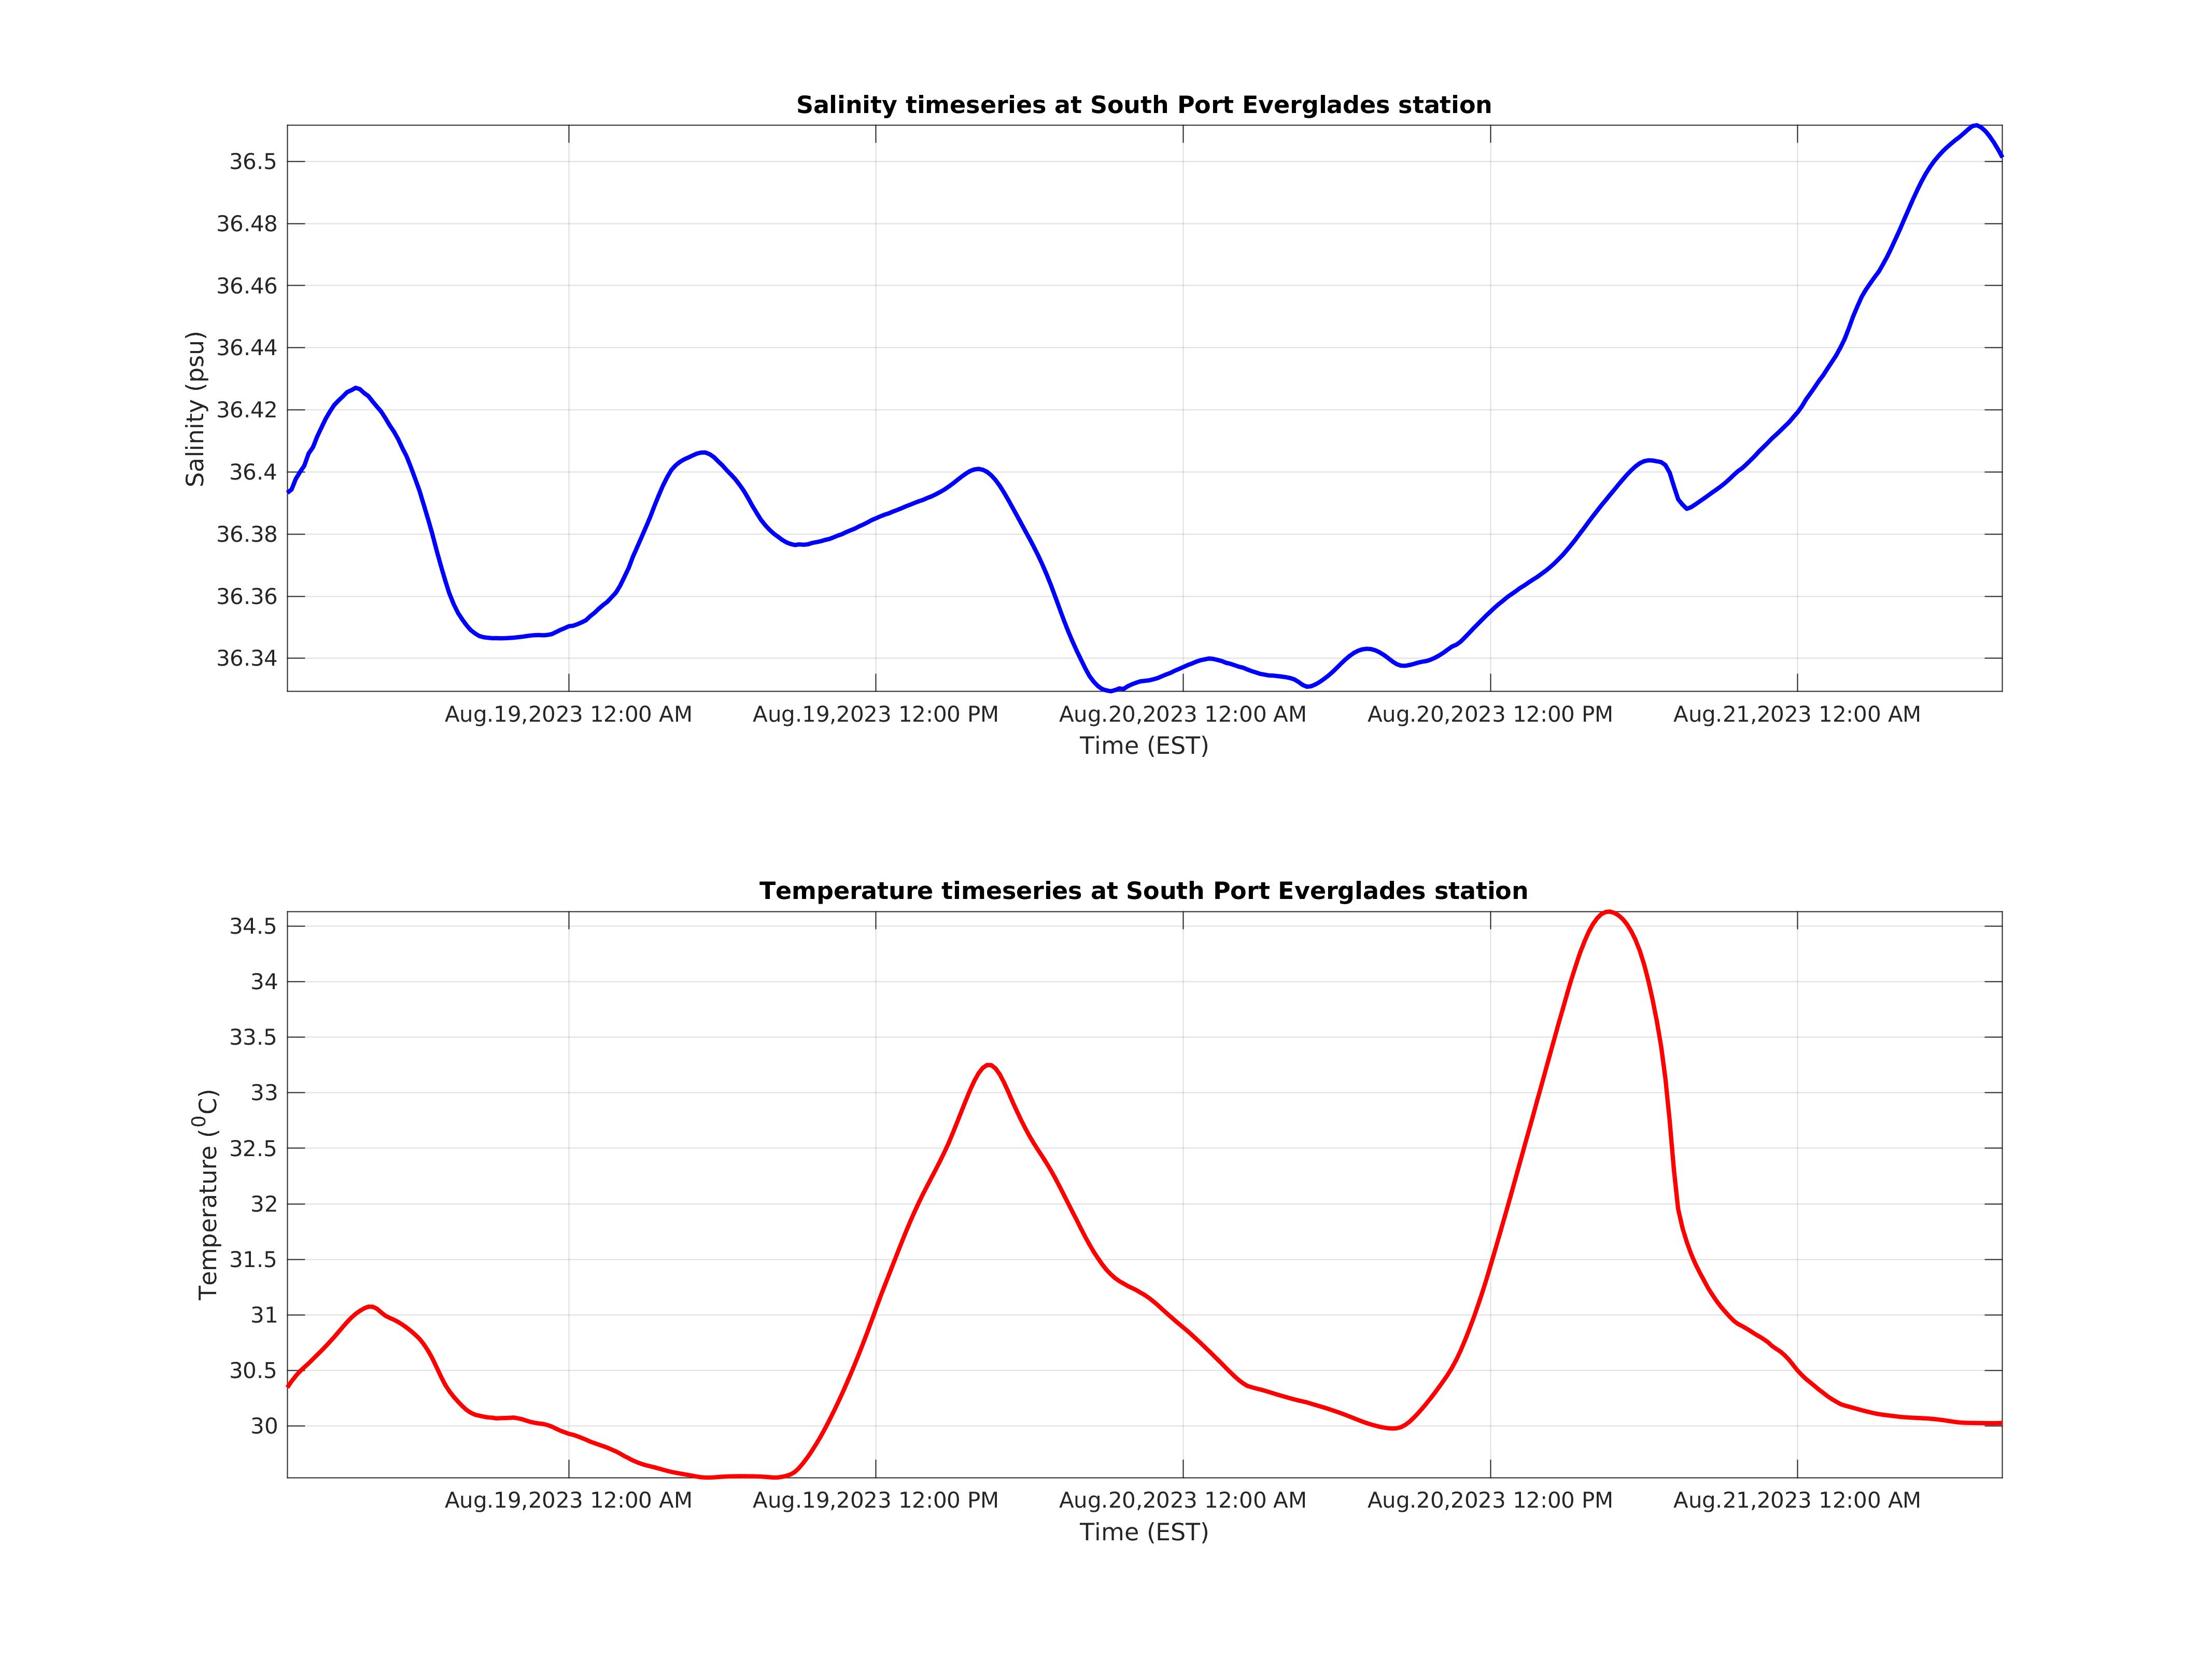 Salinity timeseries at South Port Everglades station
36.5
36.48
36.46
36.44
36.42
36.4
36.38
36.36
36.34
Salinity (psu)
Aug.19,2023 12:00 AM Aug.19,2023 12:00 PM Aug.20,2023 12:00 AM Aug.20,2023 12:00 PM Aug.21,2023 12:00 AM
Time (EST)
Temperature timeseries at South Port Everglades station
34.5
34
33.5
33
32.5
32
31.5
31
30.5
30
Temperature (⁰C)
Aug.19,2023 12:00 AM Aug.19,2023 12:00 PM Aug.20,2023 12:00 AM Aug.20,2023 12:00 PM Aug.21,2023 12:00 AM
Time (EST)